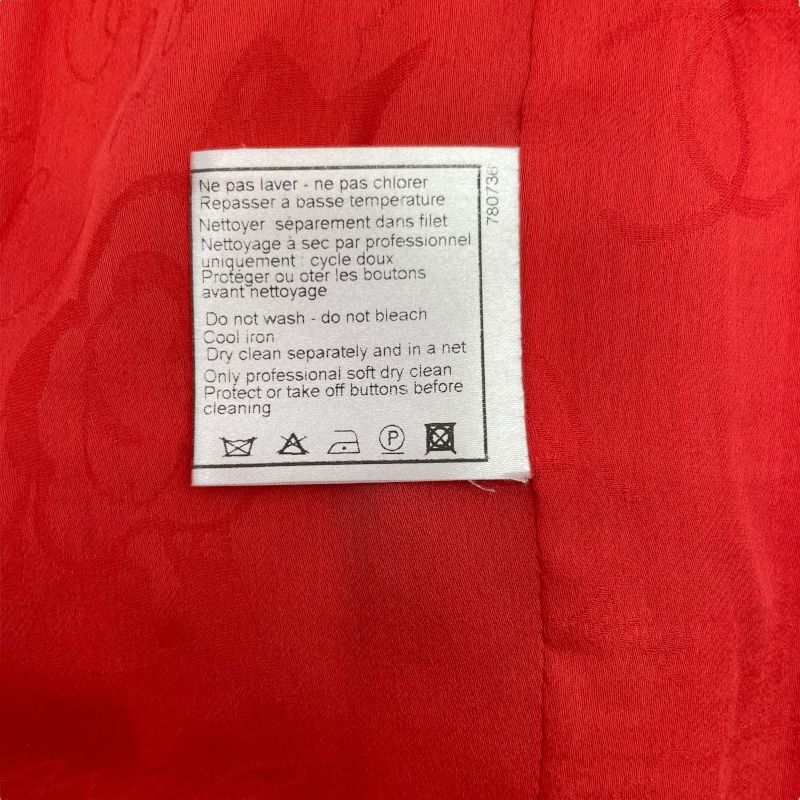 Ne pas laver - ne pas chlorer
Repasser a basse temperature
Nettoyer séparement dans filet
Nettoyage à sec par professionnel
uniquement : cycle doux
Protéger ou oter les boutons
avant nettoyage
Do not wash - do not bleach
Cool iron
Dry clean separately and in a net
Only professional soft dry clean
Protect or take off buttons before
cleaning
P
780736